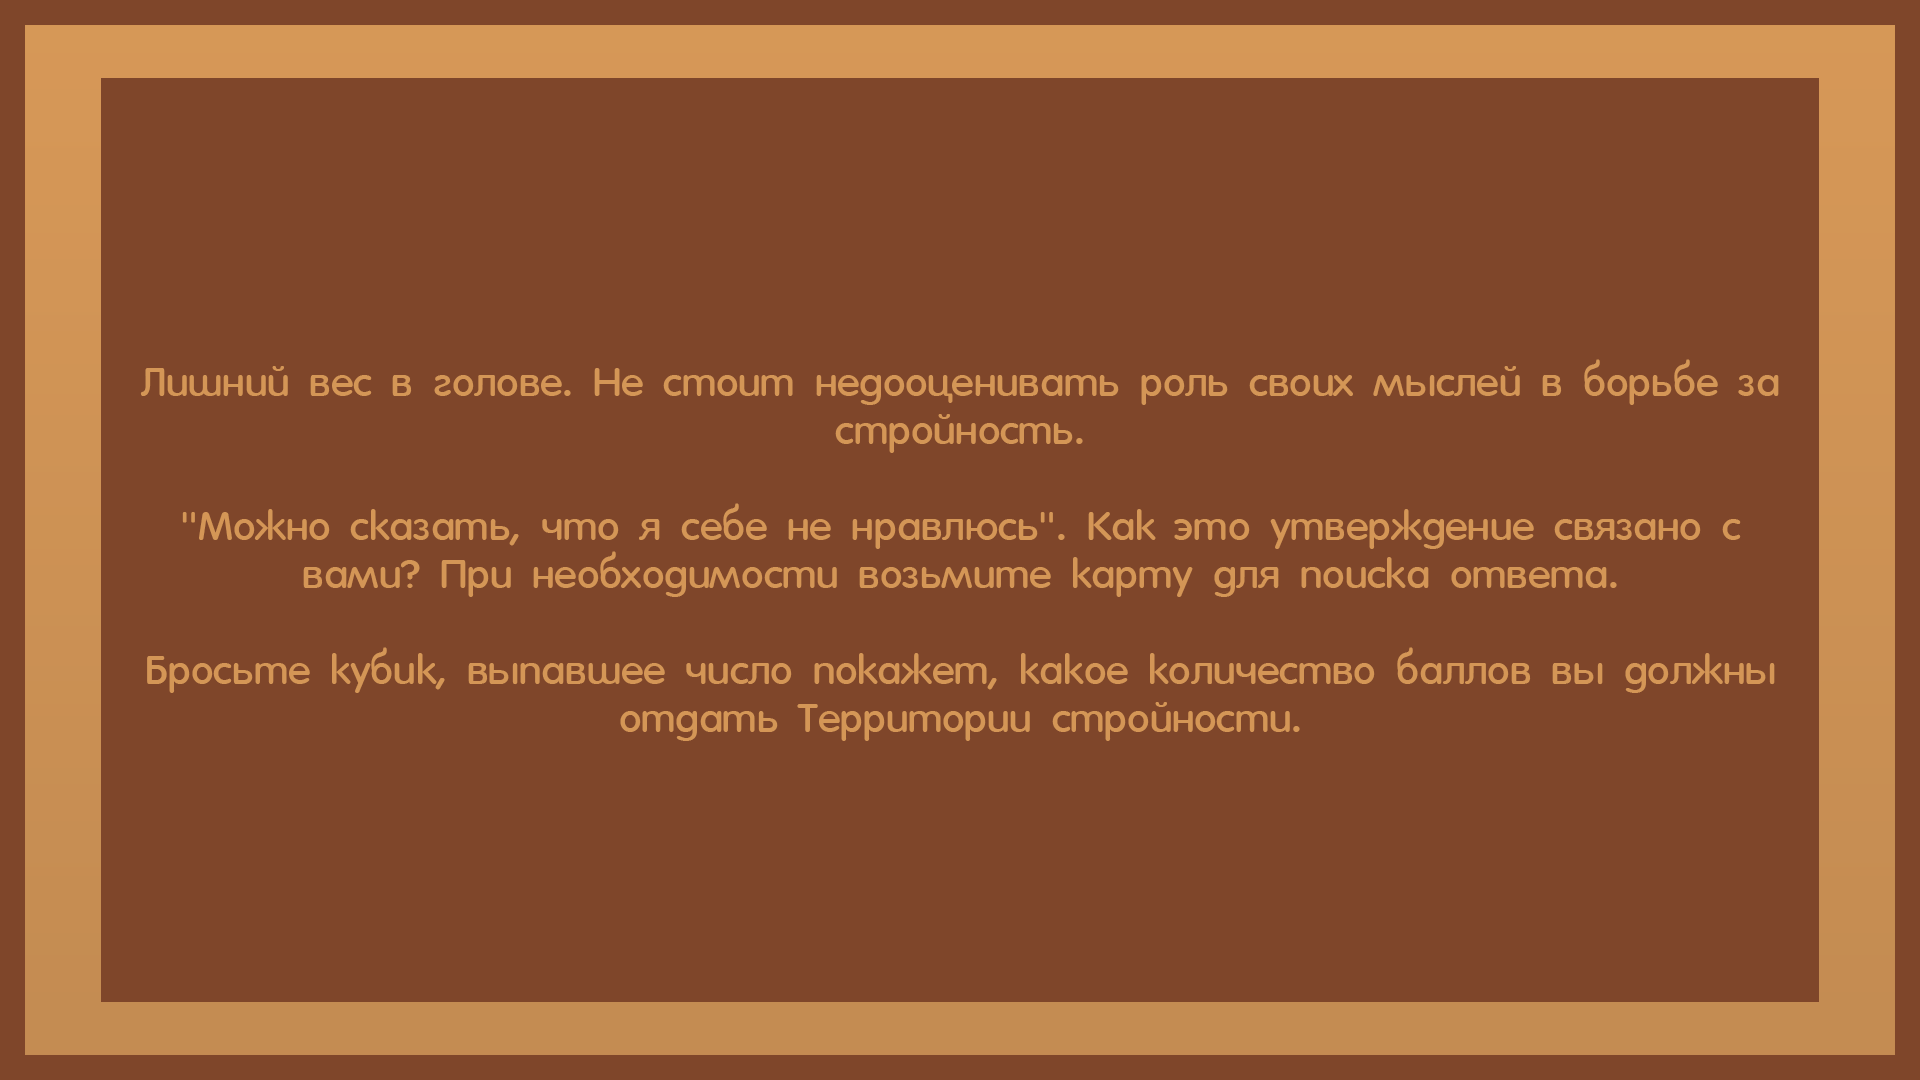 Лишний вес в голове. Не стоит недооценивать роль своих мыслей в борьбе за
стройность.
"Можно сказать, что я себе не нравлюсь". Как это утверждение связано с
вами? При необходимости возьмите карту для поиска ответа.
Бросьте кубик, выпавшее число покажет, какое количество баллов вы должны
отдать Территории стройности.